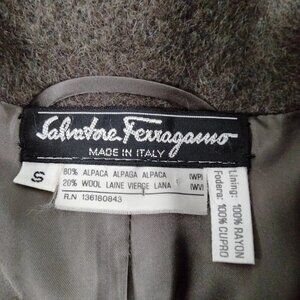 Salvatore Ferragamo
MADE IN ITALY
S
80% ALPACA ALPAGA ALPACA (WP)
20% WOOL LAINE VIERGE LANA (WV)
R.N 136180843
Lining: 100% RAYON
Fodera: 100% CUPRO